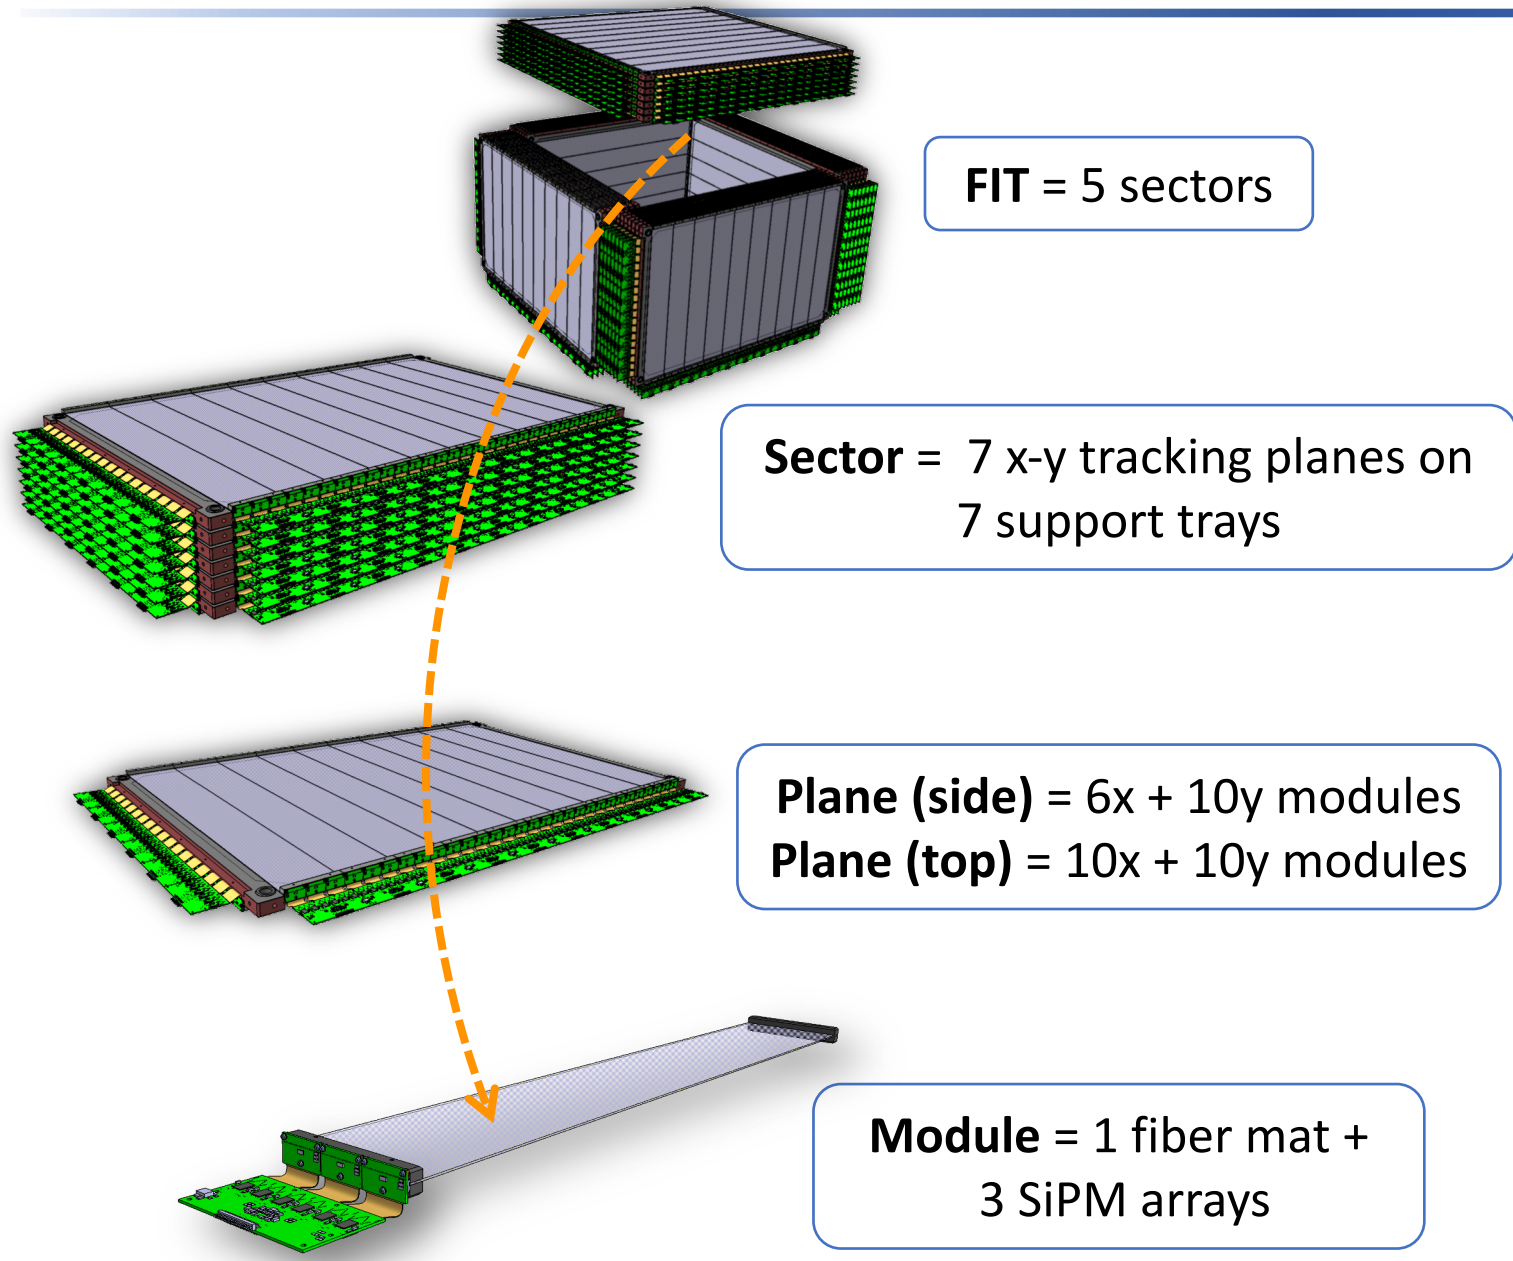 FIT = 5 sectors
Sector = 7 x-y tracking planes on
7 support trays
Plane (side) = 6x + 10y modules
Plane (top) = 10x + 10y modules
Module = 1 fiber mat +
3 SiPM arrays